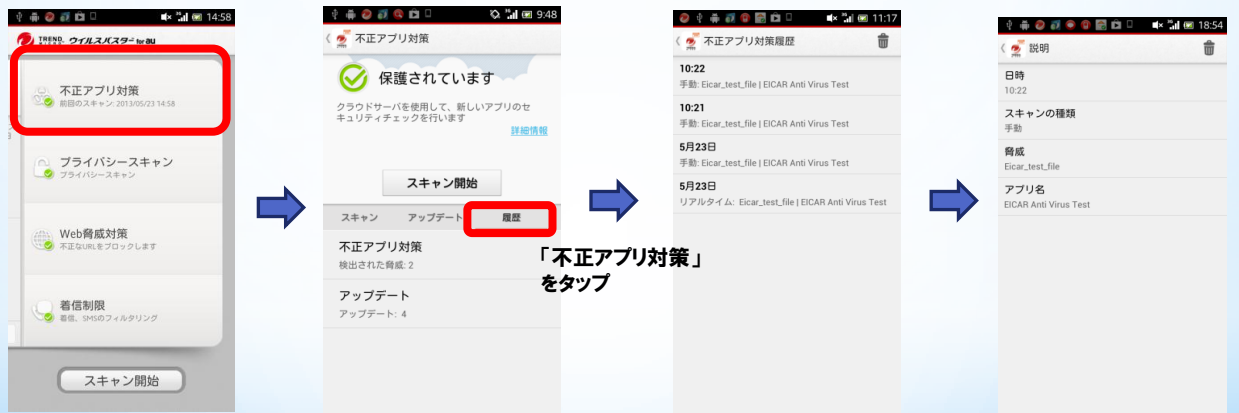 14:58
TREND MICRO ウイルスバスター for au
不正アプリ対策
前回のスキャン: 2013/05/23 14:58
プライバシースキャン
プライバシースキャン
Web脅威対策
不正なURLをブロックします
着信制限
着信、SMSのフィルタリング
スキャン開始
9:48
不正アプリ対策
保護されています
クラウドサーバを使用して、新しいアプリのセ
キュリティチェックを行います
詳細情報
スキャン開始
スキャン アップデート 履歴
不正アプリ対策
検出された脅威: 2
アップデート
アップデート: 4
「不正アプリ対策」
をタップ
11:17
不正アプリ対策履歴
10:22
手動: Eicar_test_file | EICAR Anti Virus Test
10:21
手動: Eicar_test_file | EICAR Anti Virus Test
5月23日
手動: Eicar_test_file | EICAR Anti Virus Test
5月23日
リアルタイム: Eicar_test_file | EICAR Anti Virus Test
18:54
説明
日時
10:22
スキャンの種類
手動
脅威
Eicar_test_file
アプリ名
EICAR Anti Virus Test